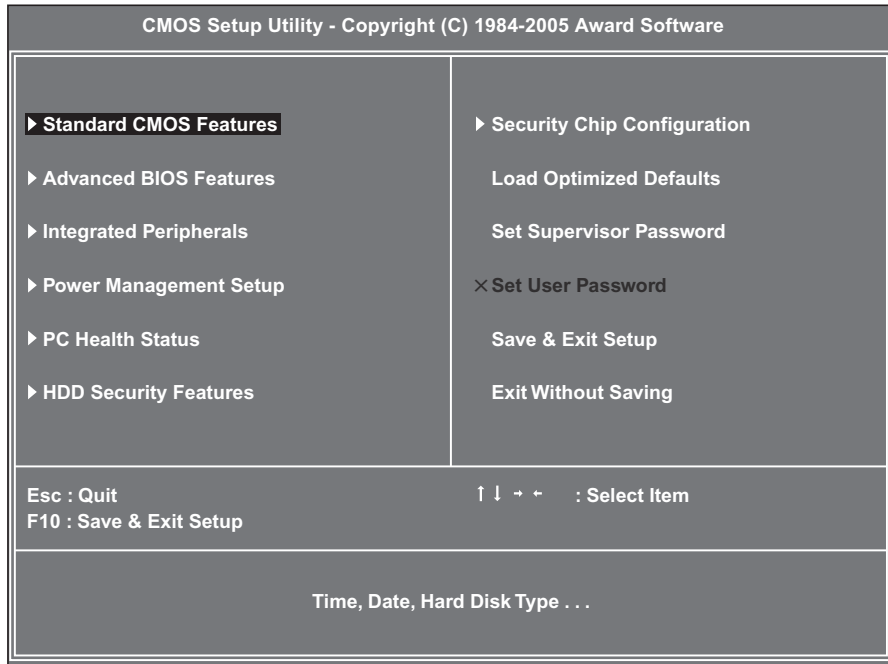 CMOS Setup Utility - Copyright (C) 1984-2005 Award Software
Standard CMOS Features
Advanced BIOS Features
Integrated Peripherals
Power Management Setup
PC Health Status
HDD Security Features
Security Chip Configuration
Load Optimized Defaults
Set Supervisor Password
×Set User Password
Save & Exit Setup
Exit Without Saving
Esc : Quit
F10 : Save & Exit Setup
↑ ↓ → ← : Select Item
Time, Date, Hard Disk Type . . .